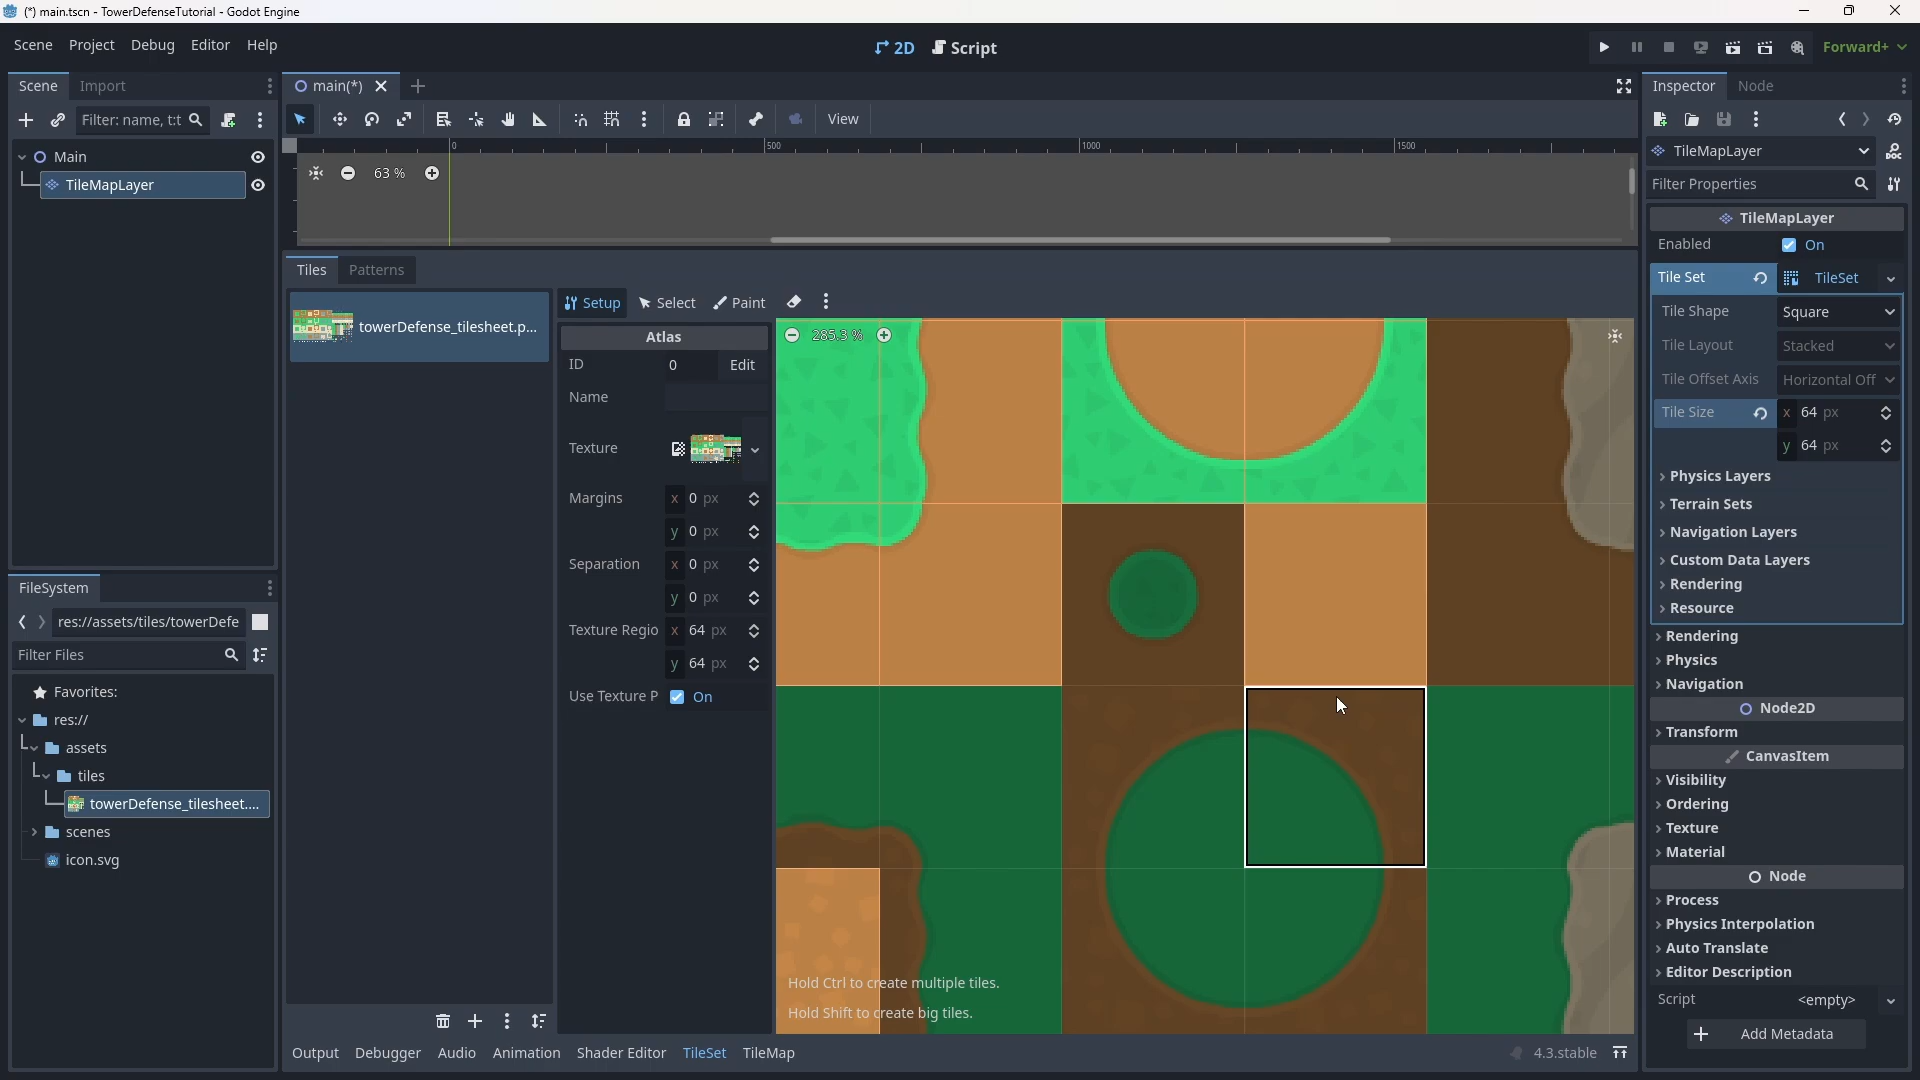 (*) main.tscn - TowerDefenseTutorial - Godot Engine
Scene Project Debug Editor Help
2D Script
Forward+
Scene Import
Filter: name, t:t
Main
TileMapLayer
FileSystem
res://assets/tiles/towerDefe
Filter Files
Favorites:
res://
assets
tiles
towerDefense_tilesheet....
scenes
icon.svg
main(*)
View
0 500 1000 1500
63 %
Tiles Patterns
towerDefense_tilesheet.p...
Setup Select Paint
Atlas
ID 0 Edit
Name
Texture
Margins x 0 px
y 0 px
Separation x 0 px
y 0 px
Texture Regio x 64 px
y 64 px
Use Texture P On
285.3 %
Hold Ctrl to create multiple tiles.
Hold Shift to create big tiles.
Output Debugger Audio Animation Shader Editor TileSet TileMap
4.3.stable
Inspector Node
TileMapLayer
DOC
Filter Properties
TileMapLayer
Enabled On
Tile Set TileSet
Tile Shape Square
Tile Layout Stacked
Tile Offset Axis Horizontal Off
Tile Size x 64 px
y 64 px
Physics Layers
Terrain Sets
Navigation Layers
Custom Data Layers
Rendering
Resource
Rendering
Physics
Navigation
Node2D
Transform
CanvasItem
Visibility
Ordering
Texture
Material
Node
Process
Physics Interpolation
Auto Translate
Editor Description
Script <empty>
Add Metadata